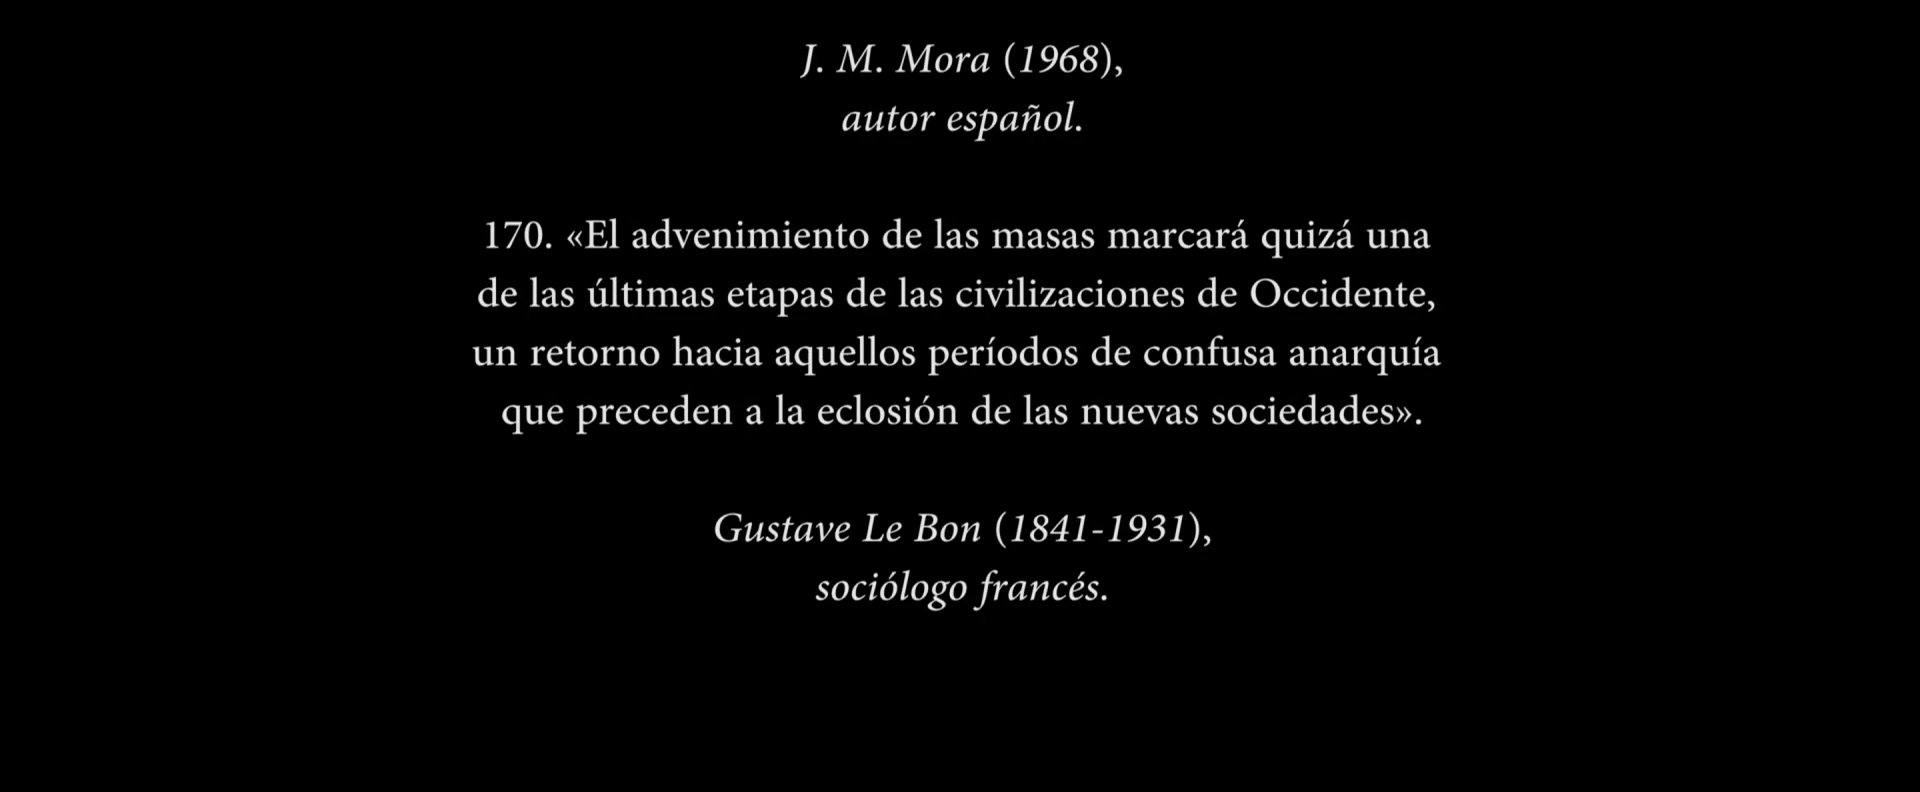 J. M. Mora (1968),
autor español.
170. «El advenimiento de las masas marcará quizá una
de las últimas etapas de las civilizaciones de Occidente,
un retorno hacia aquellos períodos de confusa anarquía
que preceden a la eclosión de las nuevas sociedades».
Gustave Le Bon (1841-1931),
sociólogo francés.